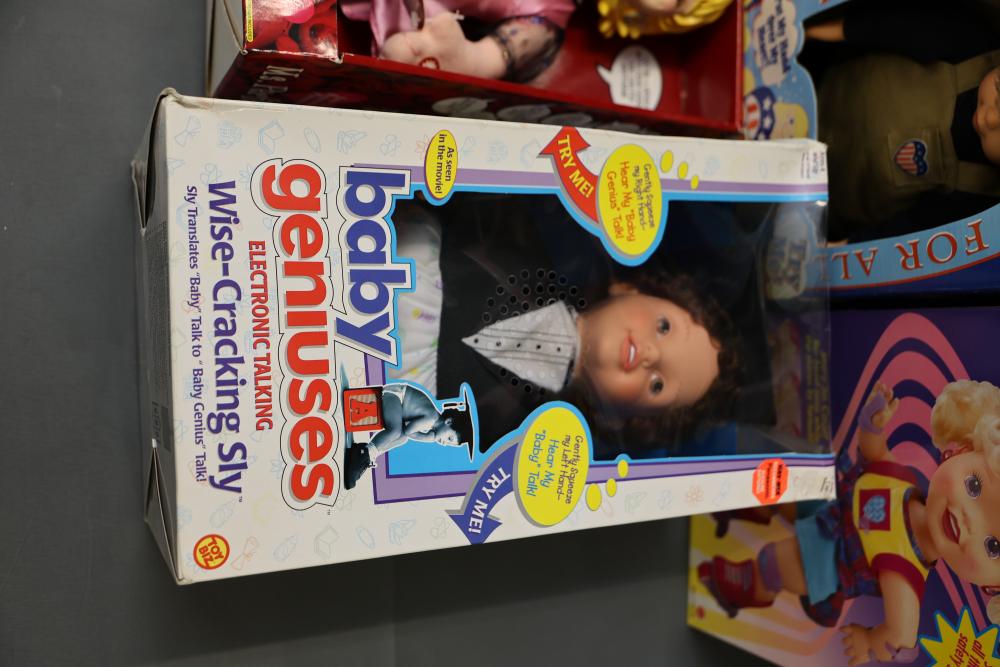 As seen
in the movie!
TRY ME!
Gently Squeeze
my Right Hand—
Hear My "Baby
Genius" Talk!
baby
geniuses™
ELECTRONIC TALKING
Wise-Cracking Sly™
Sly Translates "Baby" Talk to "Baby Genius" Talk!
A
Gently Squeeze
my Left Hand—
Hear My
"Baby" Talk!
TRY ME!
TOY
BIZ
FOR AL